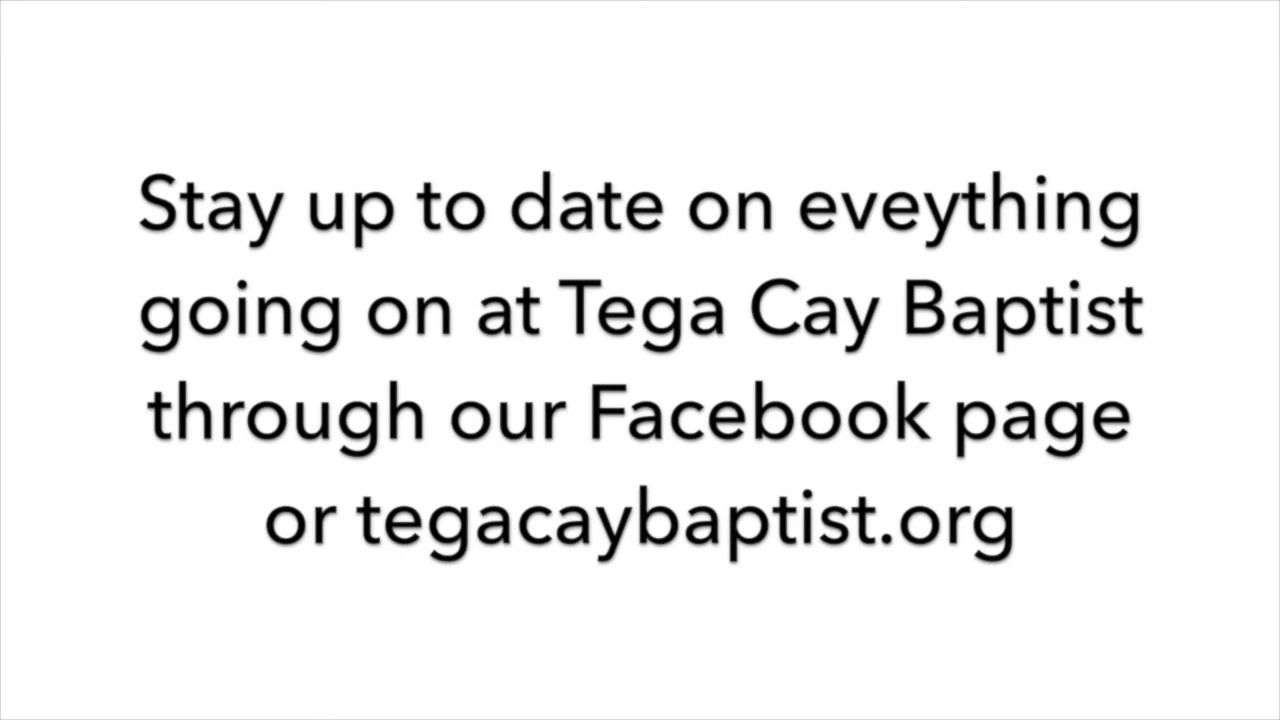 Stay up to date on eveything
going on at Tega Cay Baptist
through our Facebook page
or tegacaybaptist.org